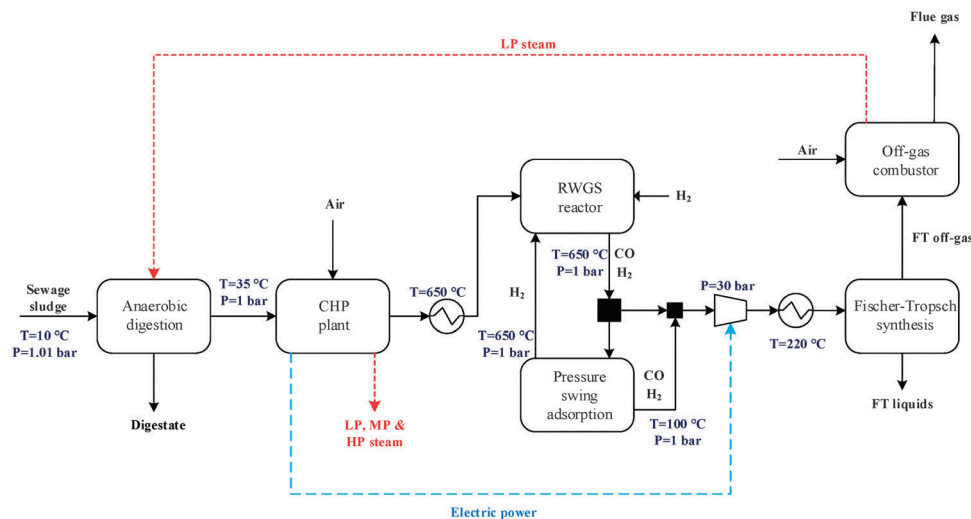 Flue gas
LP steam
Air
Off-gas
combustor
RWGS
reactor
H2
Air
FT off-gas
T=650 °C
P=1 bar
CO
H2
Sewage
sludge
T=35 °C
P=1 bar
T=650 °C
P=30 bar
Anaerobic
digestion
CHP
plant
H2
Fischer-Tropsch
synthesis
T=10 °C
P=1.01 bar
T=650 °C
P=1 bar
T=220 °C
Pressure
swing
adsorption
CO
H2
FT liquids
Digestate
LP, MP &
HP steam
T=100 °C
P=1 bar
Electric power